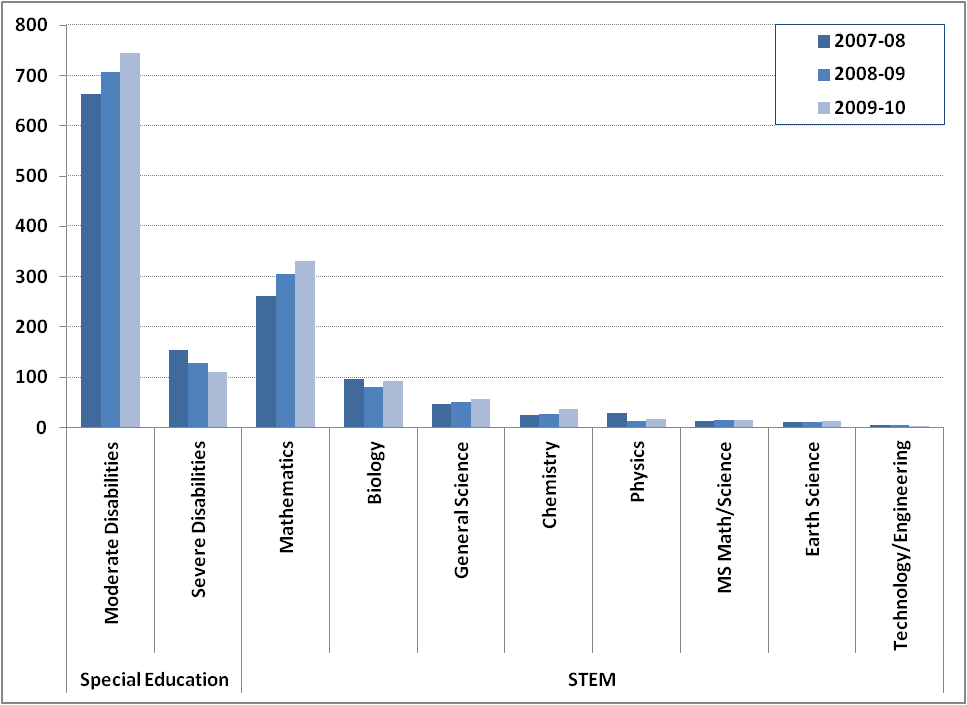 800
700
600
500
400
300
200
100
0
2007-08
2008-09
2009-10
Moderate Disabilities
Severe Disabilities
Mathematics
Biology
General Science
Chemistry
Physics
MS Math/Science
Earth Science
Technology/Engineering
Special Education
STEM